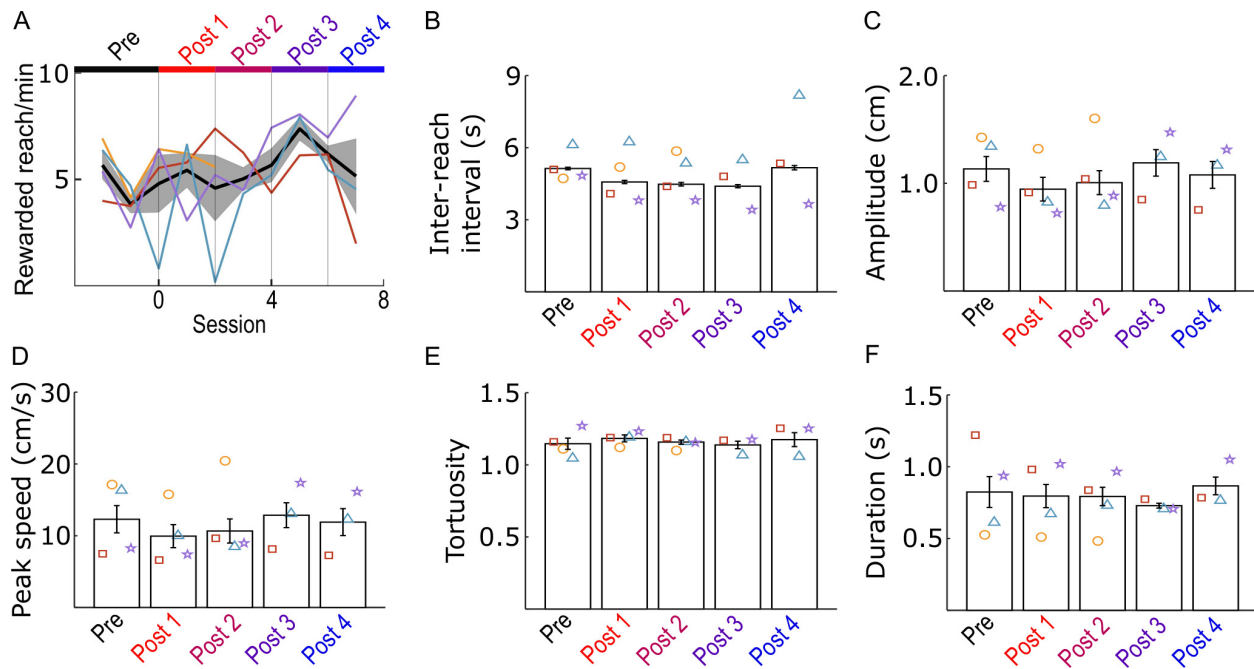 A
Pre
Post 1
Post 2
Post 3
Post 4
Rewarded reach/min
10
5
0
4
8
Session
B
Inter-reach
interval (s)
9
6
3
Pre
Post 1
Post 2
Post 3
Post 4
C
Amplitude (cm)
2.0
1.0
Pre
Post 1
Post 2
Post 3
Post 4
D
Peak speed (cm/s)
30
20
10
Pre
Post 1
Post 2
Post 3
Post 4
E
Tortuosity
1.5
1.0
0.5
Pre
Post 1
Post 2
Post 3
Post 4
F
Duration (s)
1.5
1.0
0.5
Pre
Post 1
Post 2
Post 3
Post 4